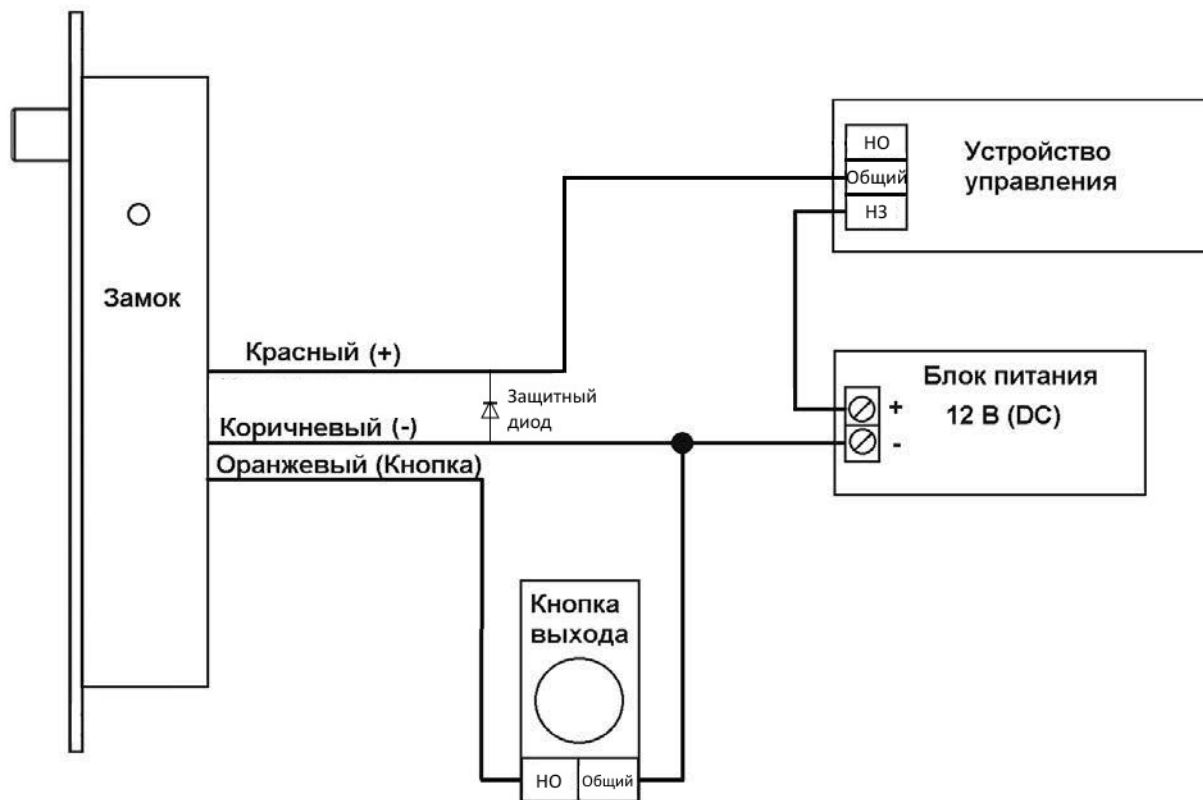 НО
Общий
НЗ
Устройство
управления
Замок
Красный (+)
Защитный
диод
Коричневый (-)
Оранжевый (Кнопка)
Блок питания
12 В (DC)
+
-
Кнопка
выхода
НО
Общий